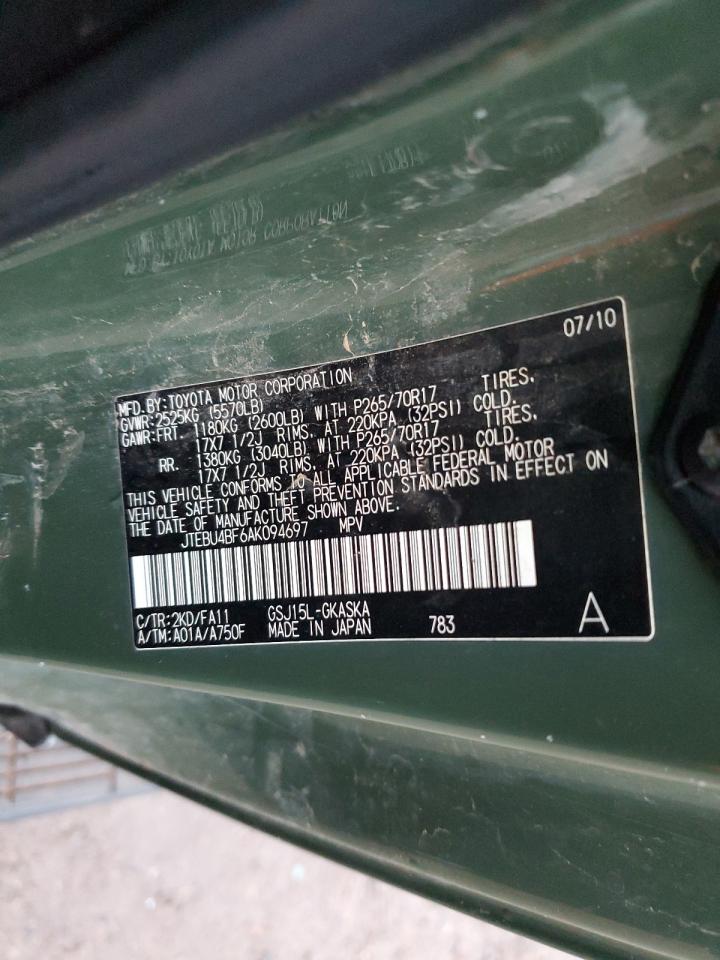 07/10
MFD.BY:TOYOTA MOTOR CORPORATION
GVWR:2525KG (5570LB)
GAWR:FRT. 1180KG (2600LB) WITH P265/70R17 TIRES,
17X7 1/2J RIMS, AT 220KPA (32PSI) COLD.
RR. 1380KG (3040LB) WITH P265/70R17 TIRES,
17X7 1/2J RIMS, AT 220KPA (32PSI) COLD.
THIS VEHICLE CONFORMS TO ALL APPLICABLE FEDERAL MOTOR
VEHICLE SAFETY AND THEFT PREVENTION STANDARDS IN EFFECT ON
THE DATE OF MANUFACTURE SHOWN ABOVE.
JTEBU4BF6AK094697 MPV
C/TR:2KD/FA11 GSJ15L-GKASKA
A/TM:A01A/A750F MADE IN JAPAN 783 A